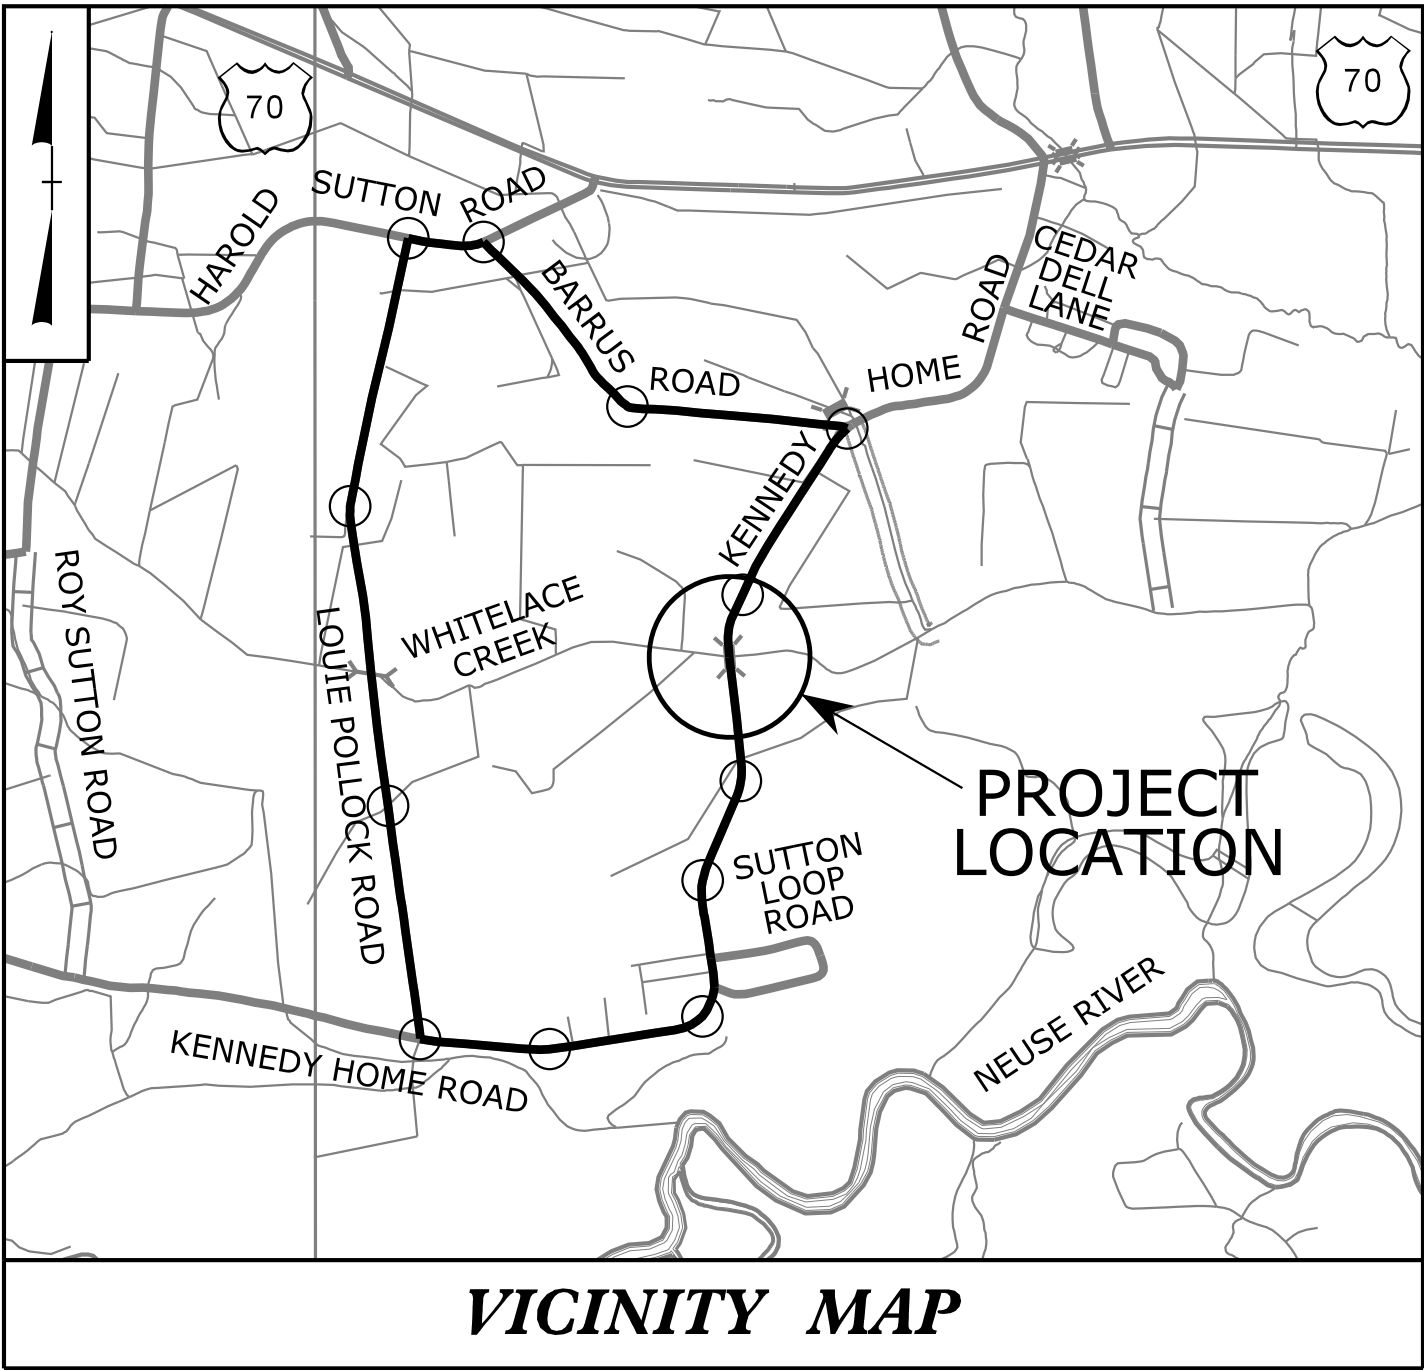 70
70
SUTTON ROAD
HAROLD
CEDAR
DELL
LANE
BARRUS
ROAD
KENNEDY
HOME
ROAD
ROY SUTTON ROAD
WHITELACE
CREEK
LOUIE POLLOCK ROAD
PROJECT
LOCATION
SUTTON
LOOP
ROAD
NEUSE RIVER
KENNEDY HOME ROAD
VICINITY MAP